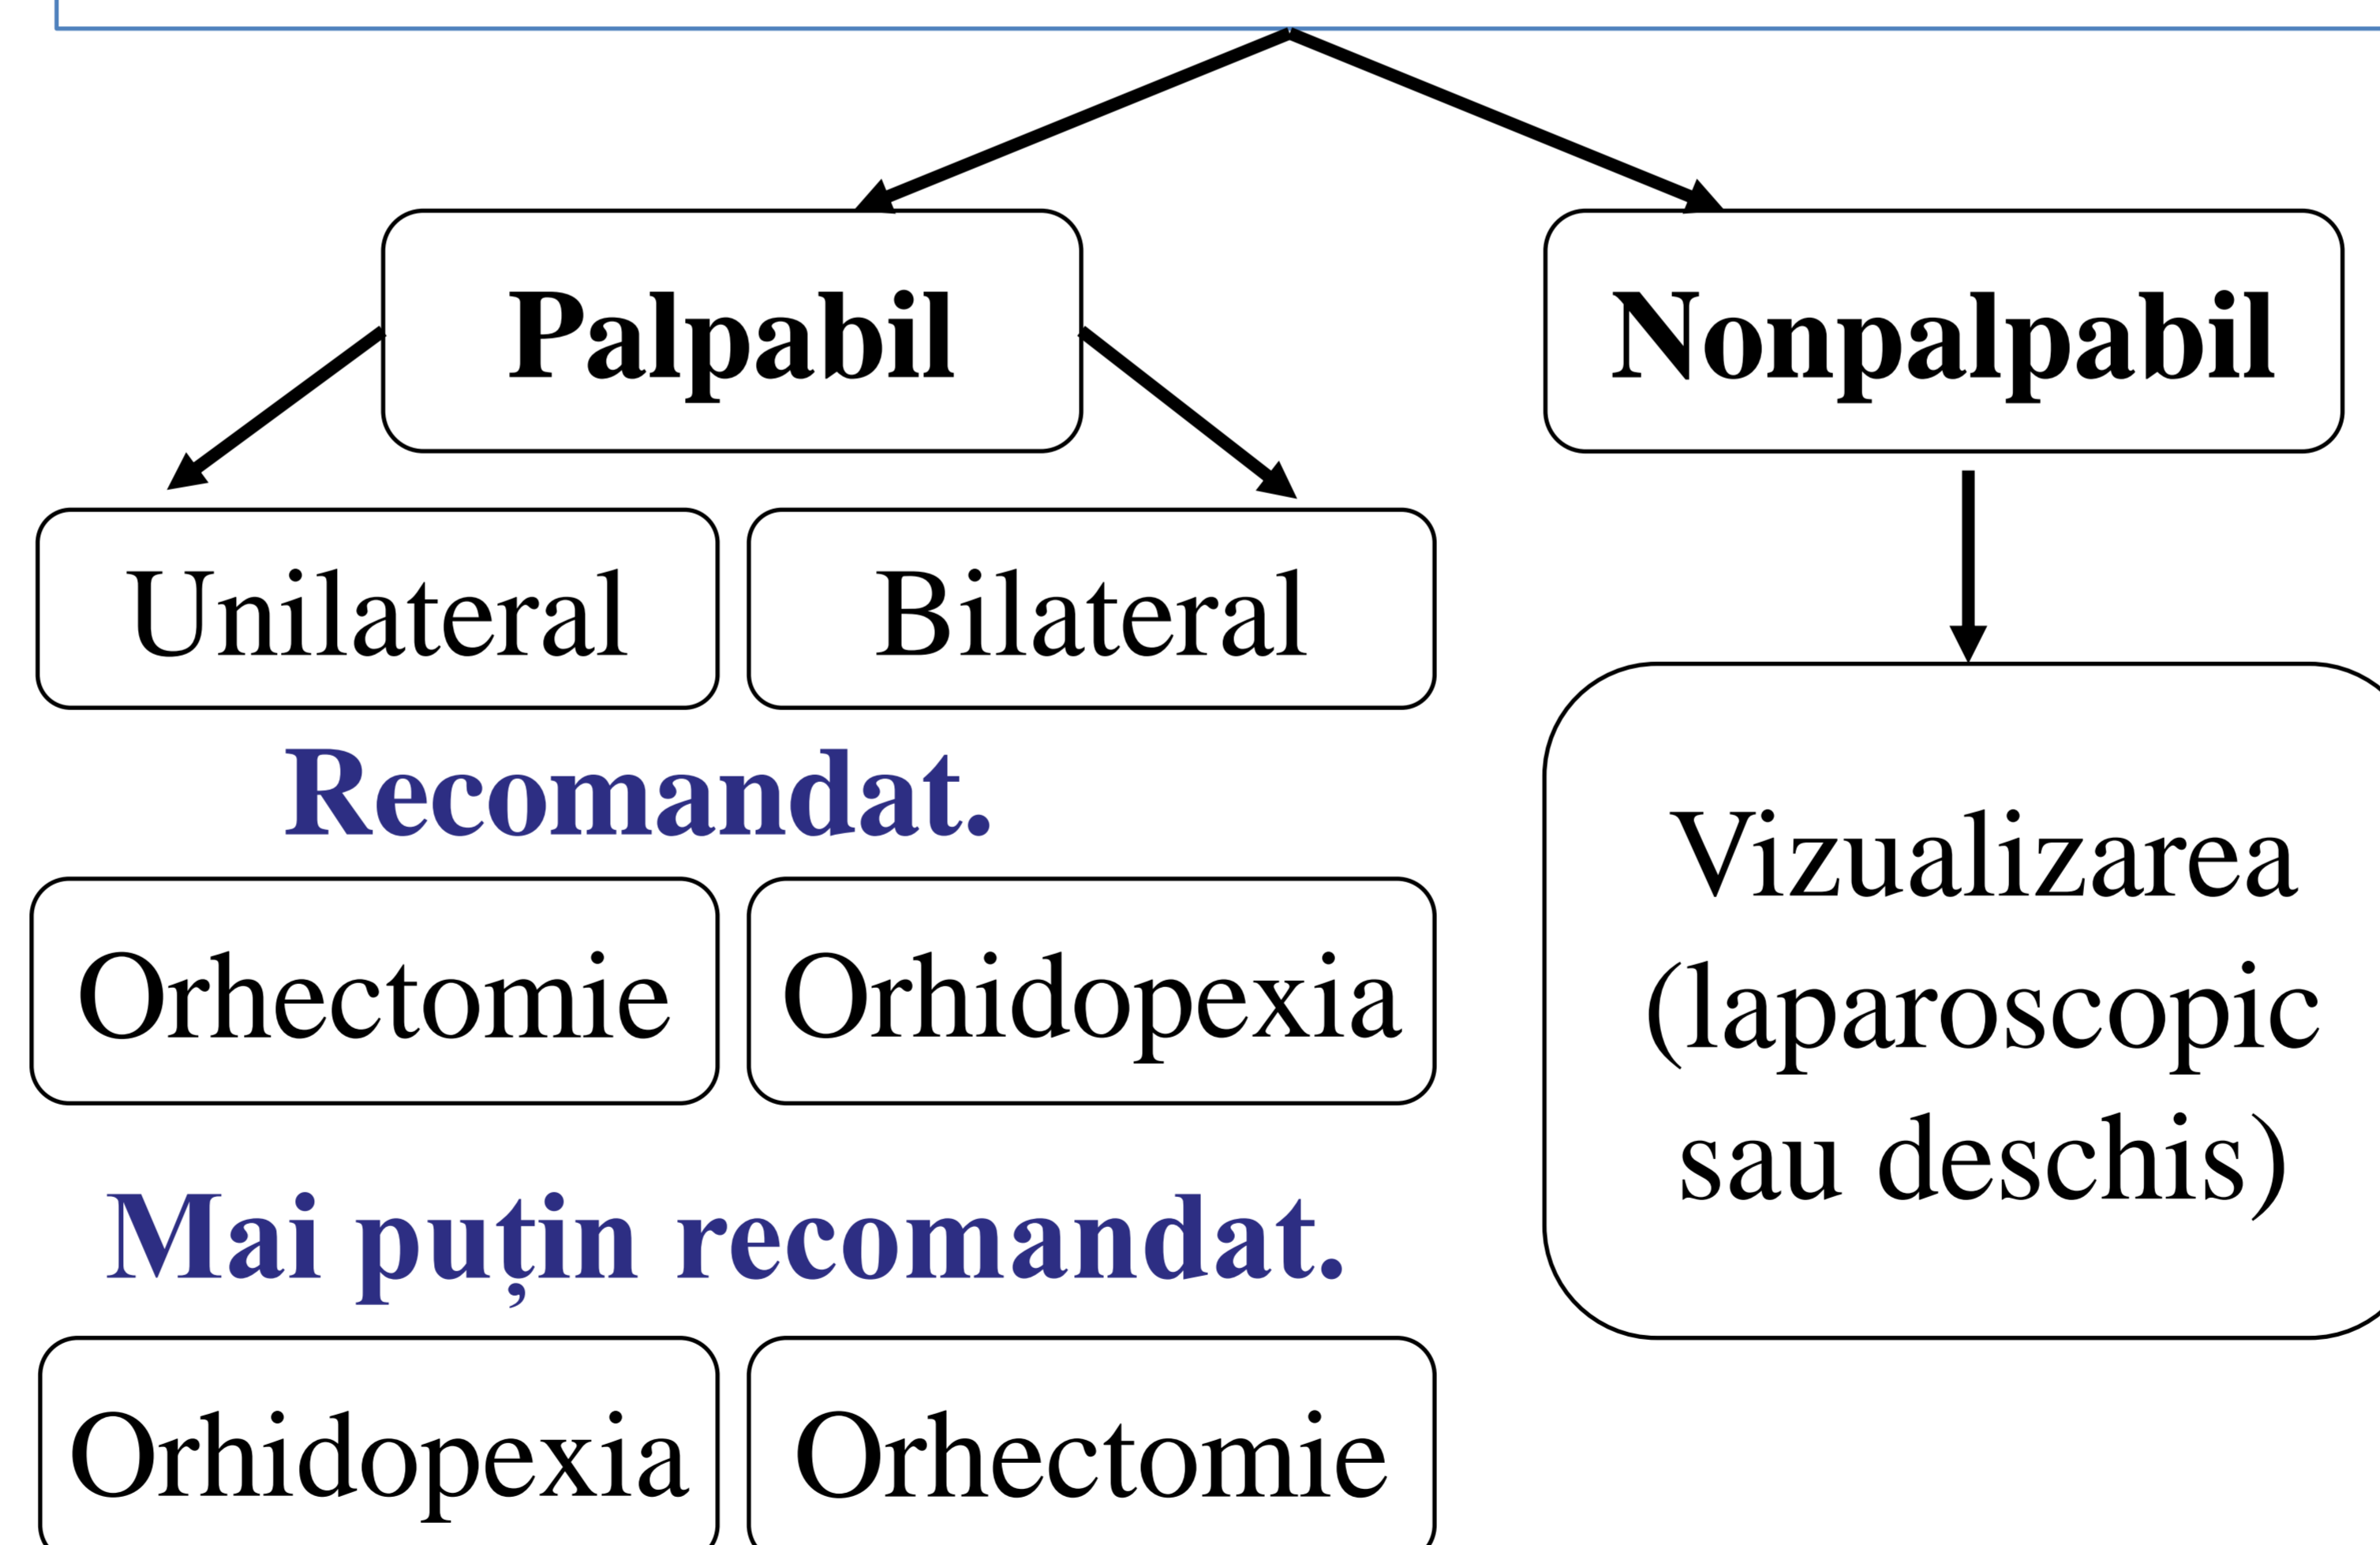 Palpabil
Nonpalpabil
Unilateral
Bilateral
Recomandat.
Orhectomie
Orhidopexia
Mai puțin recomandat.
Orhidopexia
Orhectomie
Vizualizarea
(laparoscopic
sau deschis)